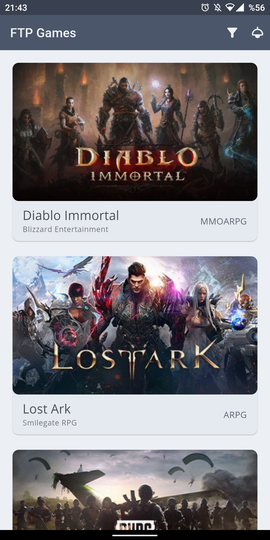 21:43
%56
FTP Games
DIABLO
IMMORTAL
Diablo Immortal
MMOARPG
Blizzard Entertainment
LOST ARK
Lost Ark
ARPG
Smilegate RPG
PUBG